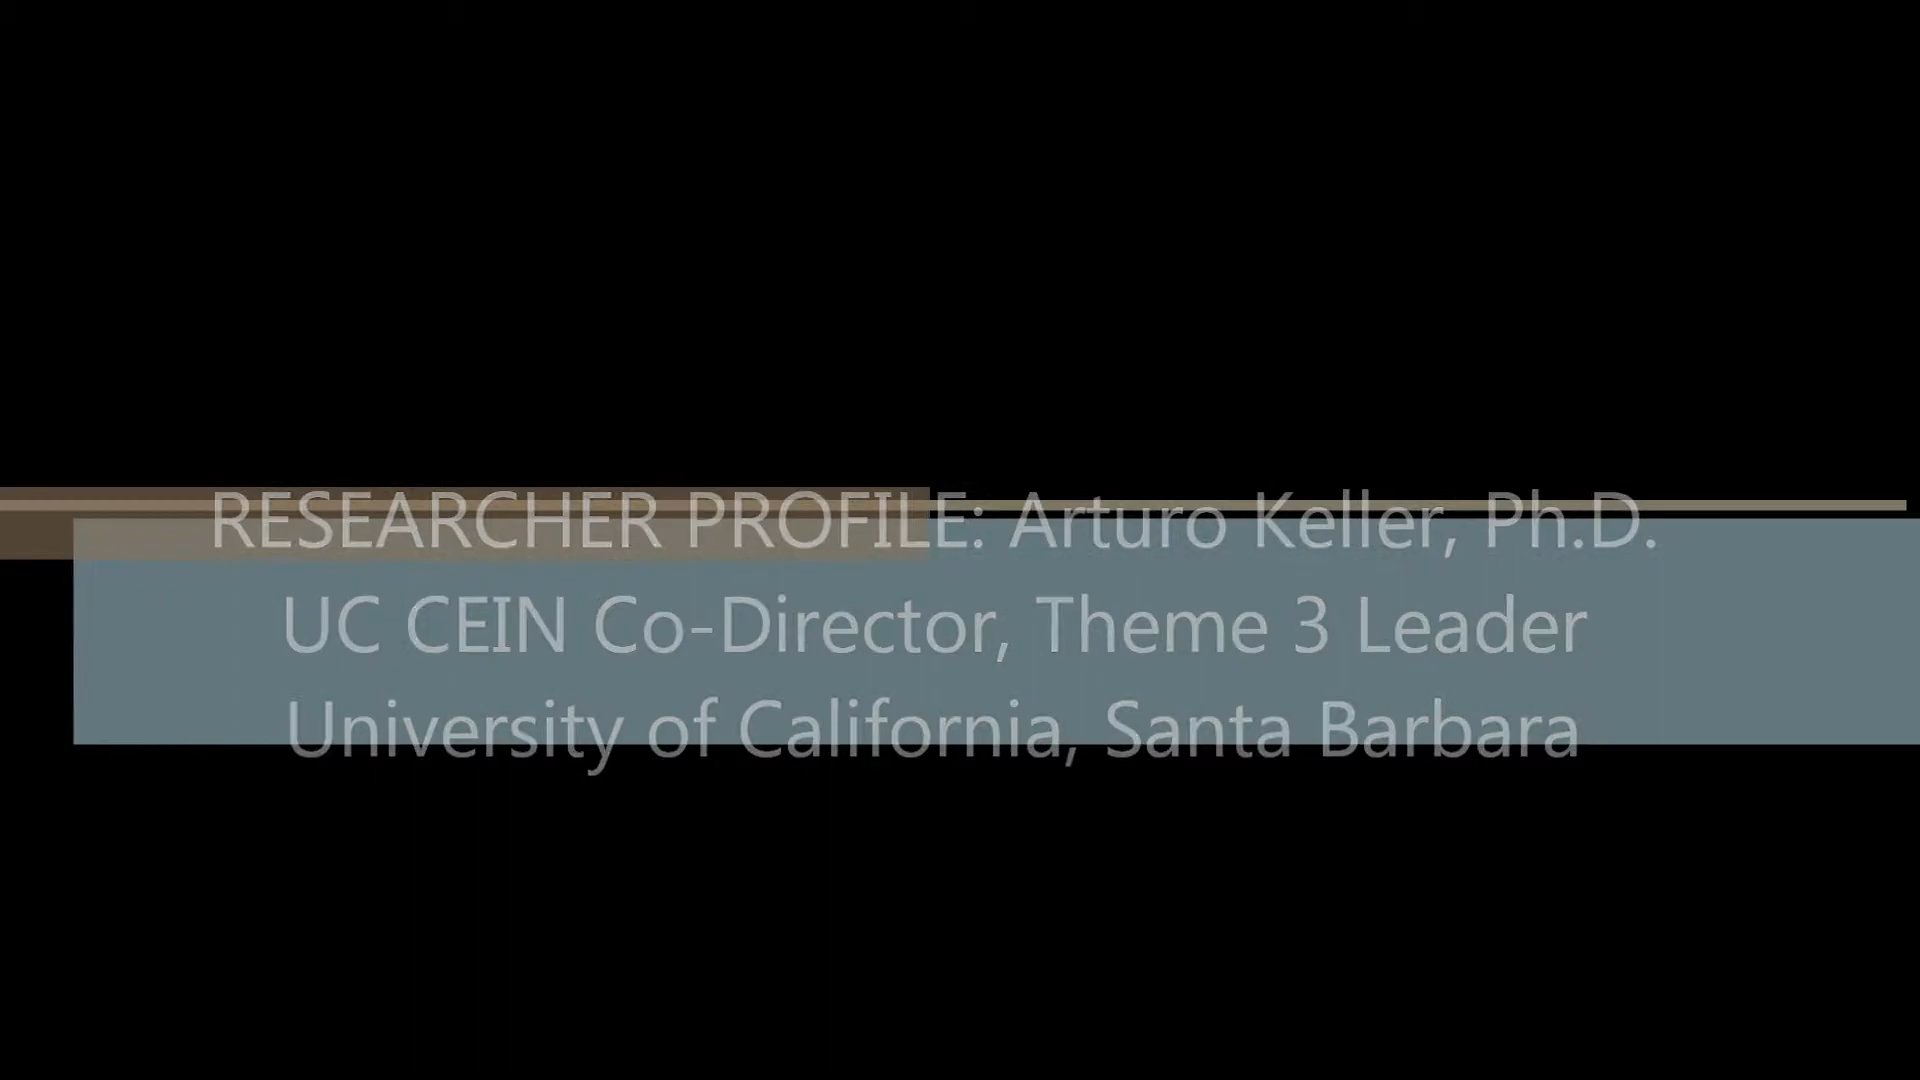 RESEARCHER PROFILE: Arturo Keller, Ph.D.
UC CEIN Co-Director, Theme 3 Leader
University of California, Santa Barbara